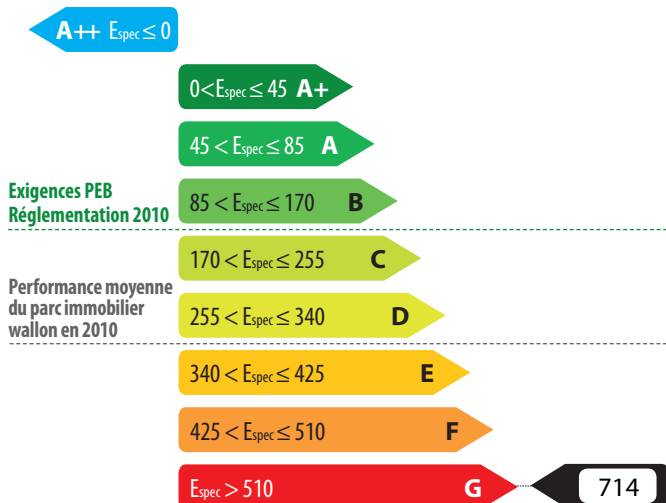 A++ Espec ≤ 0
0 < Espec ≤ 45 A+
45 < Espec ≤ 85 A
Exigences PEB
Réglementation 2010
85 < Espec ≤ 170 B
170 < Espec ≤ 255 C
Performance moyenne
du parc immobilier
wallon en 2010
255 < Espec ≤ 340 D
340 < Espec ≤ 425 E
425 < Espec ≤ 510 F
Espec > 510 G
714